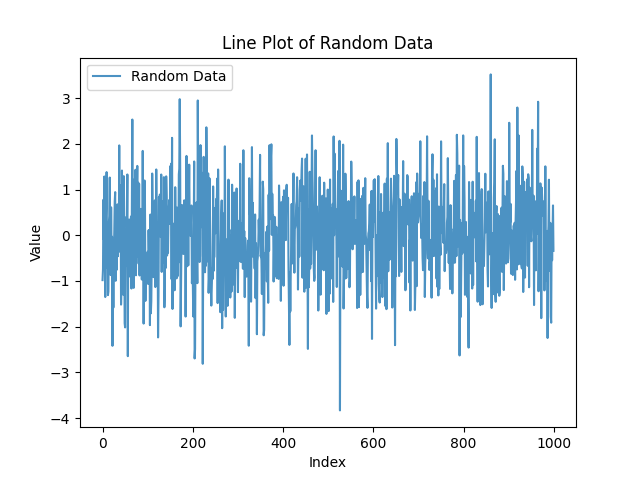 Line Plot of Random Data
Random Data
3
2
1
0
−1
−2
−3
−4
Value
0 200 400 600 800 1000
Index